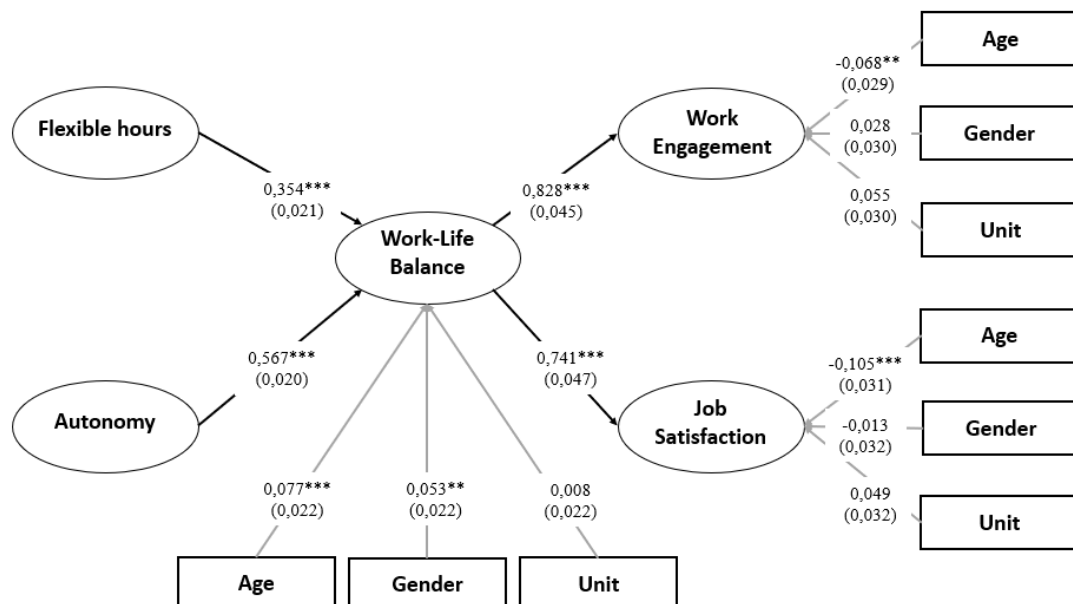 Flexible hours
0,354***
(0,021)
Autonomy
0,567***
(0,020)
Work-Life
Balance
0,828***
(0,045)
0,741***
(0,047)
0,077***
(0,022)
0,053**
(0,022)
0,008
(0,022)
Age
Gender
Unit
Work
Engagement
-0,068**
(0,029)
0,028
(0,030)
0,055
(0,030)
Age
Gender
Unit
Job
Satisfaction
-0,105***
(0,031)
-0,013
(0,032)
0,049
(0,032)
Age
Gender
Unit